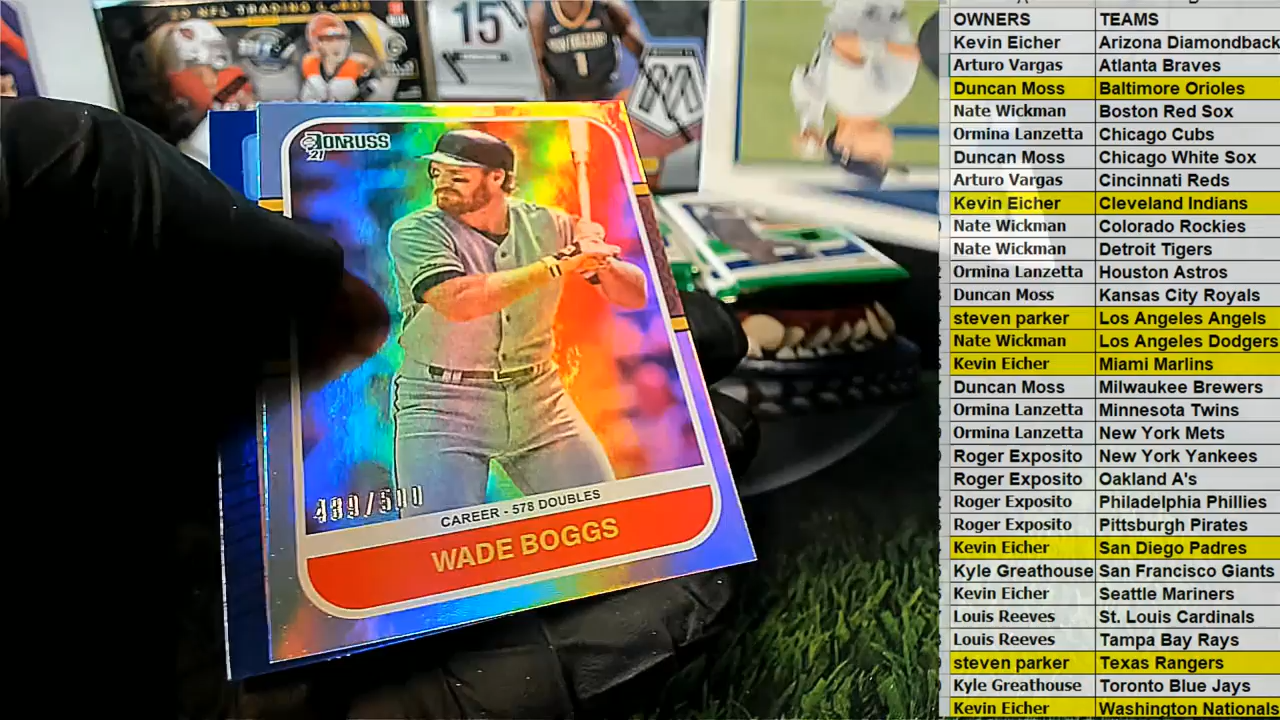 20 NFL TRADING CARDS
15
NEW ORLEANS
1
M
DONRUSS
21
489/500
CAREER - 578 DOUBLES
WADE BOGGS
OWNERS TEAMS
Kevin Eicher Arizona Diamondback
Arturo Vargas Atlanta Braves
Duncan Moss Baltimore Orioles
Nate Wickman Boston Red Sox
Ormina Lanzetta Chicago Cubs
Duncan Moss Chicago White Sox
Arturo Vargas Cincinnati Reds
Kevin Eicher Cleveland Indians
Nate Wickman Colorado Rockies
Nate Wickman Detroit Tigers
Ormina Lanzetta Houston Astros
Duncan Moss Kansas City Royals
steven parker Los Angeles Angels
Nate Wickman Los Angeles Dodgers
Kevin Eicher Miami Marlins
Duncan Moss Milwaukee Brewers
Ormina Lanzetta Minnesota Twins
Ormina Lanzetta New York Mets
Roger Exposito New York Yankees
Roger Exposito Oakland A's
Roger Exposito Philadelphia Phillies
Roger Exposito Pittsburgh Pirates
Kevin Eicher San Diego Padres
Kyle Greathouse San Francisco Giants
Kevin Eicher Seattle Mariners
Louis Reeves St. Louis Cardinals
Louis Reeves Tampa Bay Rays
steven parker Texas Rangers
Kyle Greathouse Toronto Blue Jays
Kevin Eicher Washington Nationals